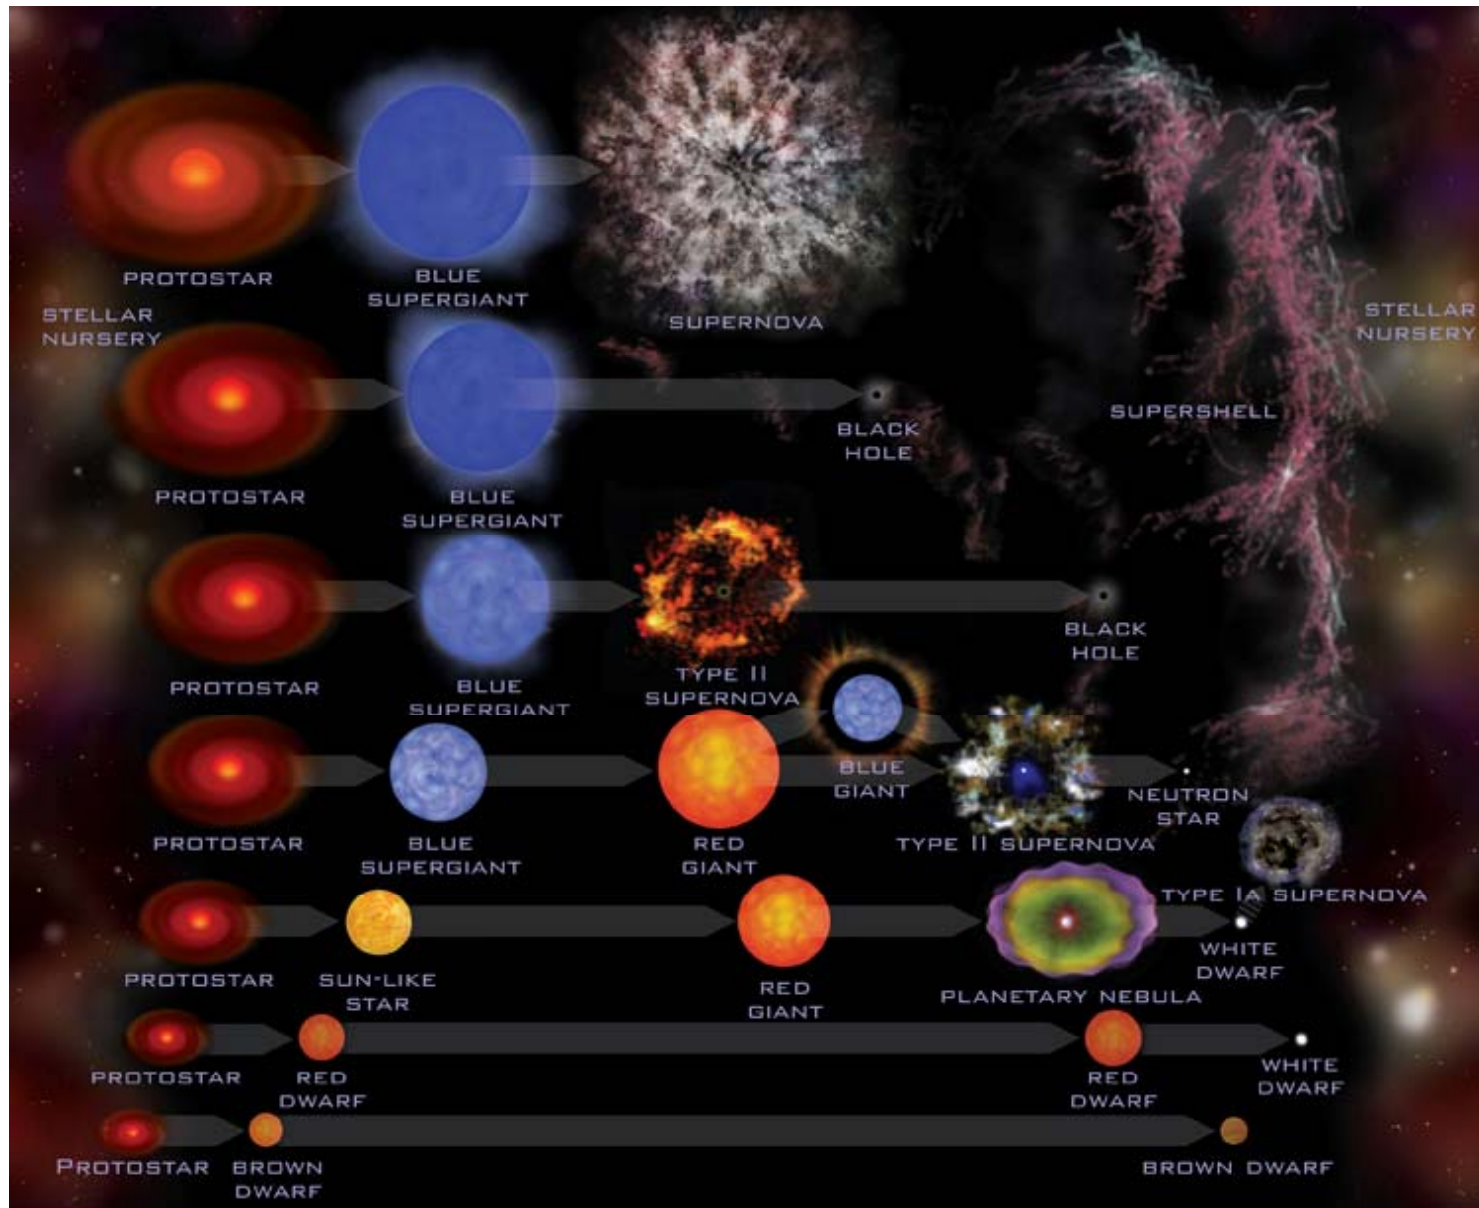 PROTOSTAR
BLUE
SUPERGIANT
SUPERNOVA
STELLAR
NURSERY
STELLAR
NURSERY
SUPERSHELL
PROTOSTAR
BLUE
SUPERGIANT
BLACK
HOLE
PROTOSTAR
BLUE
SUPERGIANT
TYPE II
SUPERNOVA
BLACK
HOLE
PROTOSTAR
BLUE
SUPERGIANT
RED
GIANT
BLUE
GIANT
TYPE II SUPERNOVA
NEUTRON
STAR
TYPE IA SUPERNOVA
PROTOSTAR
SUN-LIKE
STAR
RED
GIANT
PLANETARY NEBULA
WHITE
DWARF
PROTOSTAR
RED
DWARF
RED
DWARF
WHITE
DWARF
PROTOSTAR
BROWN
DWARF
BROWN DWARF